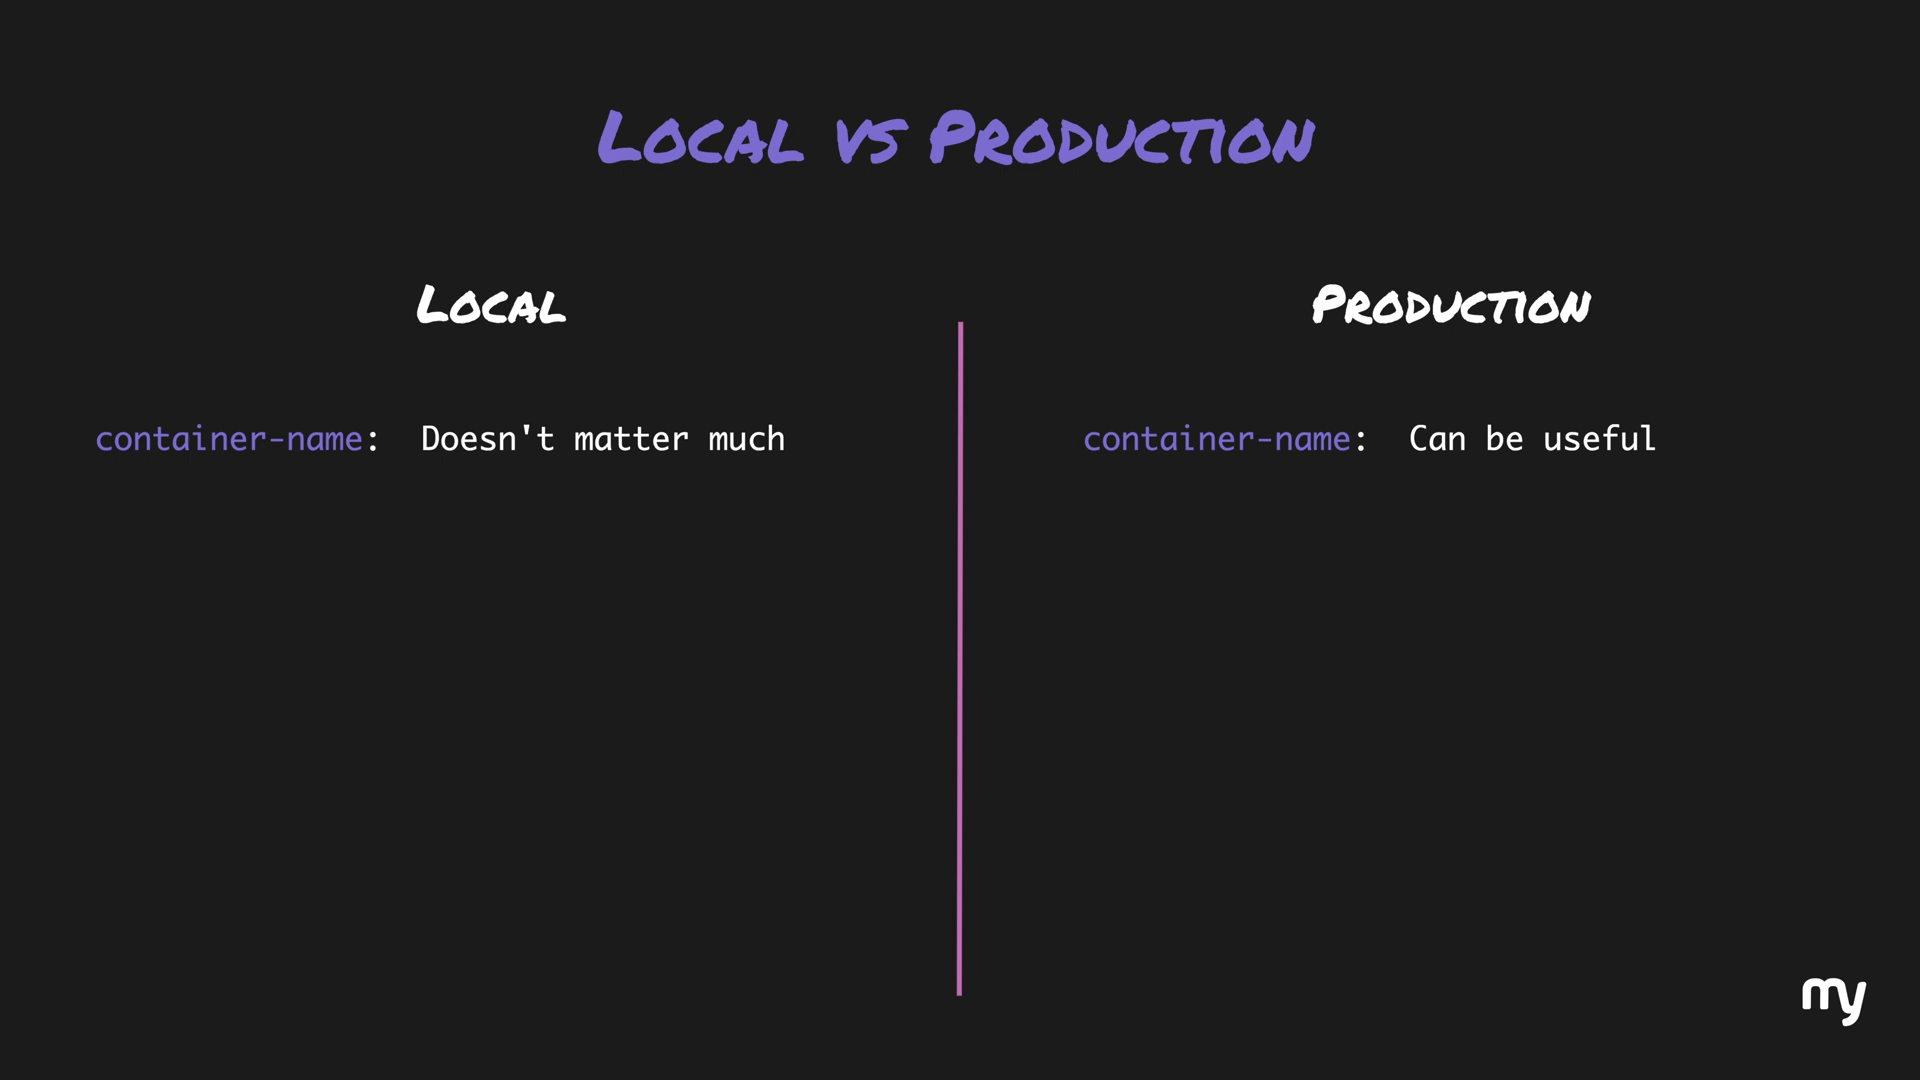 Local vs Production
Local
Production
container-name: Doesn't matter much
container-name: Can be useful
my